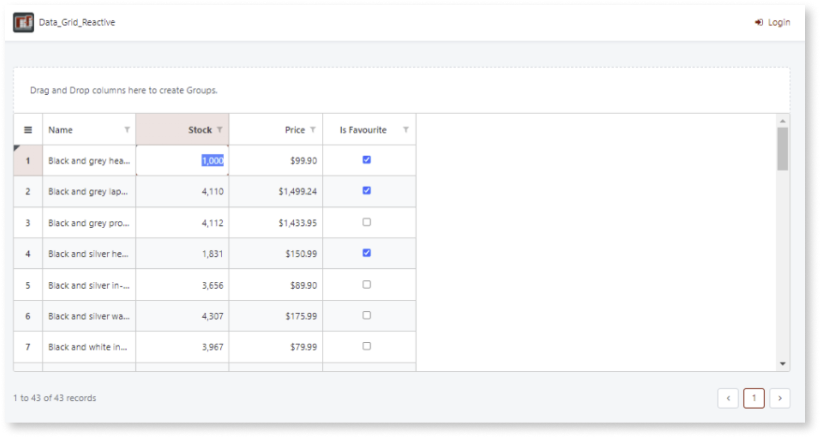 Data_Grid_Reactive
Login
Drag and Drop columns here to create Groups.
Name Stock Price Is Favourite
1 Black and grey hea... 1,000 $99.90
2 Black and grey lap... 4,110 $1,499.24
3 Black and grey pro... 4,112 $1,433.95
4 Black and silver he... 1,831 $150.99
5 Black and silver in-... 3,656 $89.90
6 Black and silver wa... 4,307 $175.99
7 Black and white in... 3,967 $79.99
1 to 43 of 43 records
1